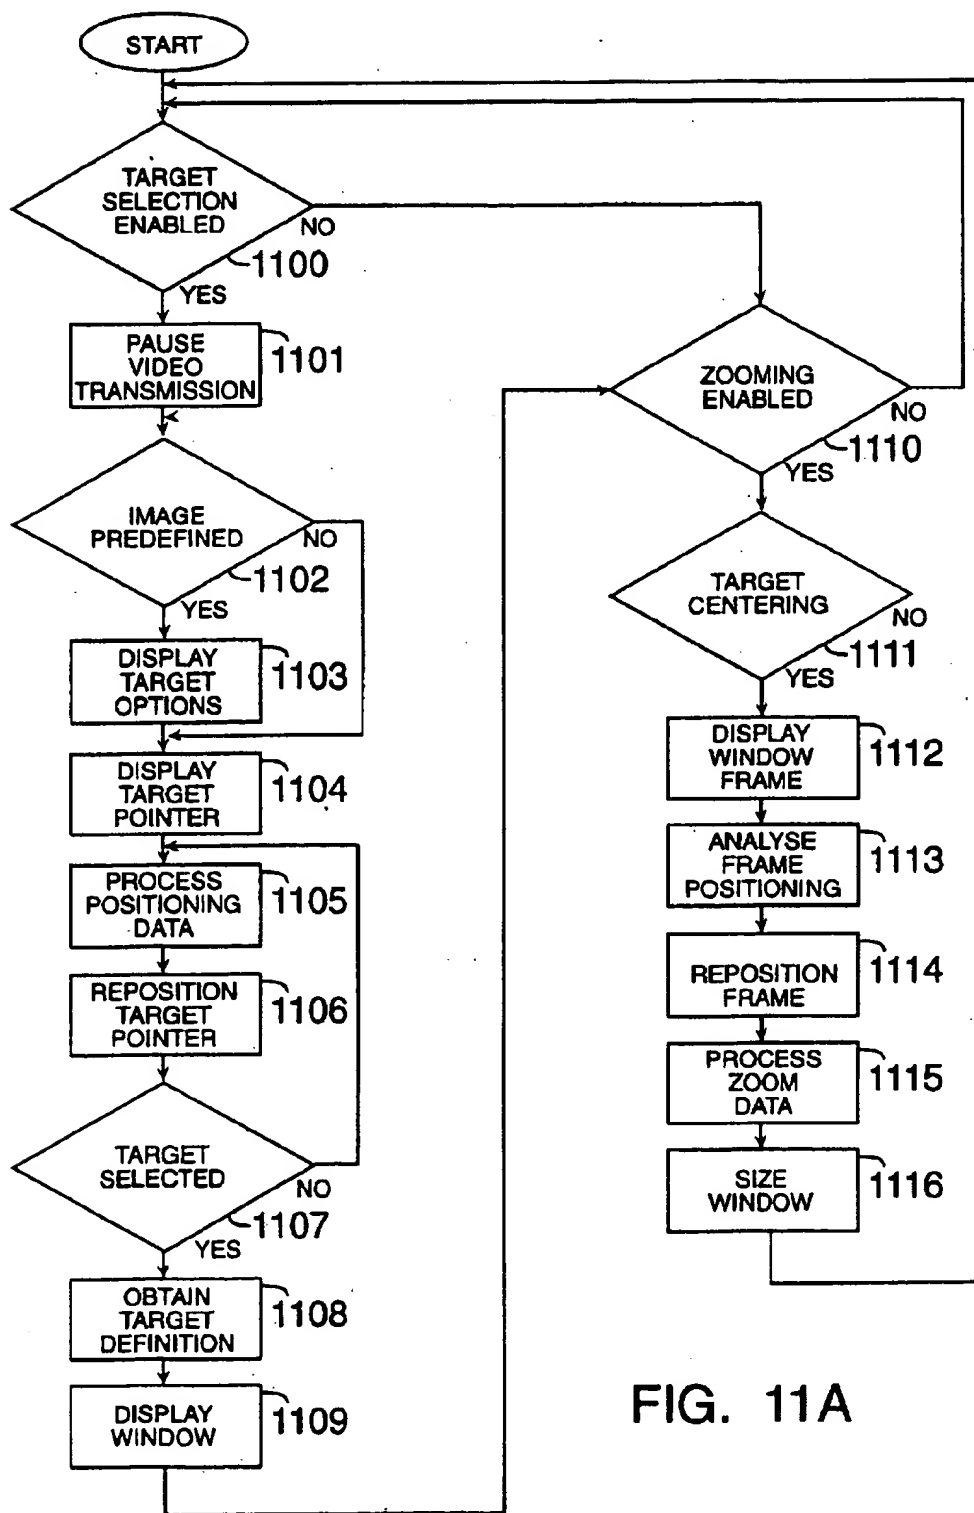 START
TARGET
SELECTION
ENABLED
NO
1100
YES
PAUSE
VIDEO
TRANSMISSION
1101
IMAGE
PREDEFINED
NO
1102
YES
DISPLAY
TARGET
OPTIONS
1103
DISPLAY
TARGET
POINTER
1104
PROCESS
POSITIONING
DATA
1105
REPOSITION
TARGET
POINTER
1106
TARGET
SELECTED
NO
1107
YES
OBTAIN
TARGET
DEFINITION
1108
DISPLAY
WINDOW
1109
ZOOMING
ENABLED
NO
1110
YES
TARGET
CENTERING
NO
1111
YES
DISPLAY
WINDOW
FRAME
1112
ANALYSE
FRAME
POSITIONING
1113
REPOSITION
FRAME
1114
PROCESS
ZOOM
DATA
1115
SIZE
WINDOW
1116
FIG. 11A